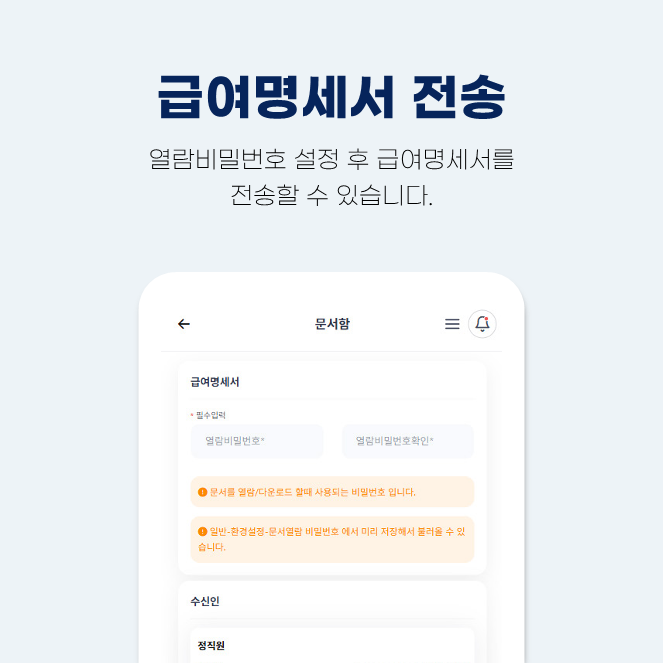 급여명세서 전송
열람비밀번호 설정 후 급여명세서를
전송할 수 있습니다.
문서함
급여명세서
* 필수입력
열람비밀번호* 열람비밀번호확인*
문서를 열람/다운로드 할때 사용되는 비밀번호 입니다.
일반-환경설정-문서열람 비밀번호 에서 미리 저장해서 불러올 수 있
습니다.
수신인
정직원